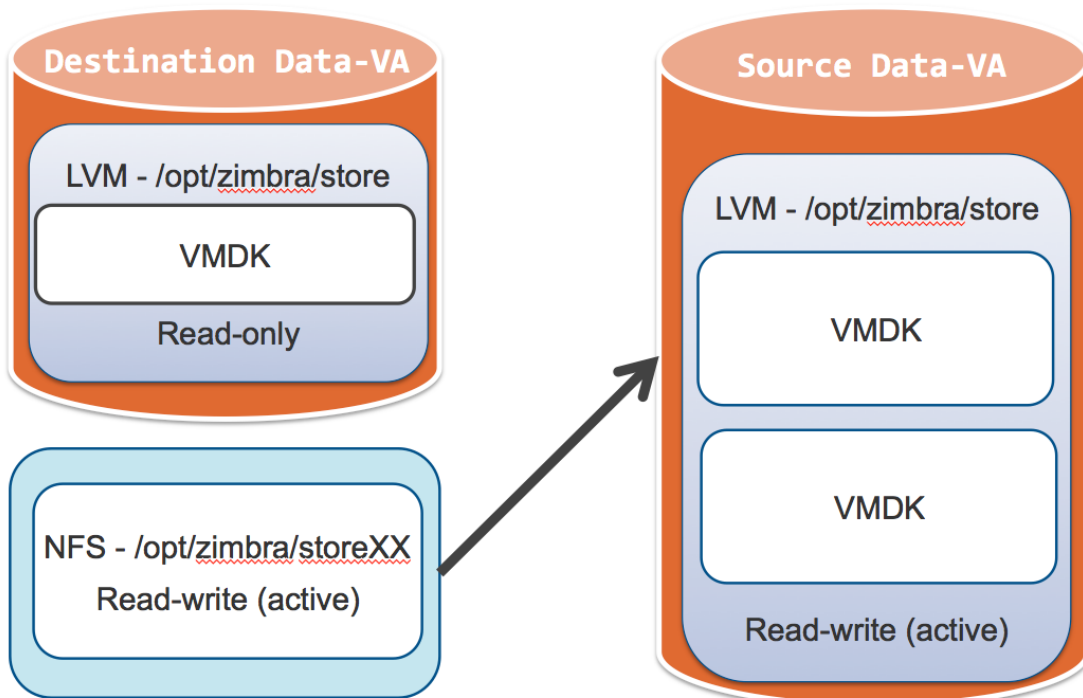 Destination Data-VA
LVM - /opt/zimbra/store
VMDK
Read-only
NFS - /opt/zimbra/storeXX
Read-write (active)
Source Data-VA
LVM - /opt/zimbra/store
VMDK
VMDK
Read-write (active)